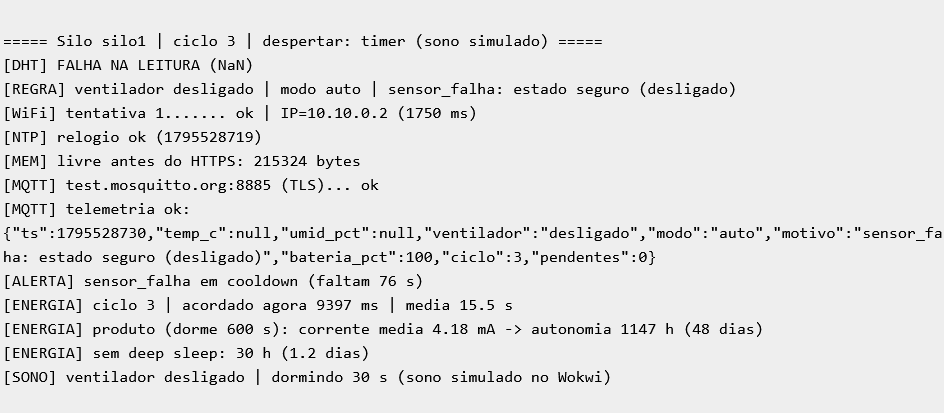 ===== Silo silo1 | ciclo 3 | despertar: timer (sono simulado) =====
[DHT] FALHA NA LEITURA (NaN)
[REGRA] ventilador desligado | modo auto | sensor_falha: estado seguro (desligado)
[WiFi] tentativa 1....... ok | IP=10.10.0.2 (1750 ms)
[NTP] relogio ok (1795528719)
[MEM] livre antes do HTTPS: 215324 bytes
[MQTT] test.mosquitto.org:8885 (TLS)... ok
[MQTT] telemetria ok:
{"ts":1795528730,"temp_c":null,"umid_pct":null,"ventilador":"desligado","modo":"auto","motivo":"sensor_fa
ha: estado seguro (desligado)","bateria_pct":100,"ciclo":3,"pendentes":0}
[ALERTA] sensor_falha em cooldown (faltam 76 s)
[ENERGIA] ciclo 3 | acordado agora 9397 ms | media 15.5 s
[ENERGIA] produto (dorme 600 s): corrente media 4.18 mA -> autonomia 1147 h (48 dias)
[ENERGIA] sem deep sleep: 30 h (1.2 dias)
[SONO] ventilador desligado | dormindo 30 s (sono simulado no Wokwi)